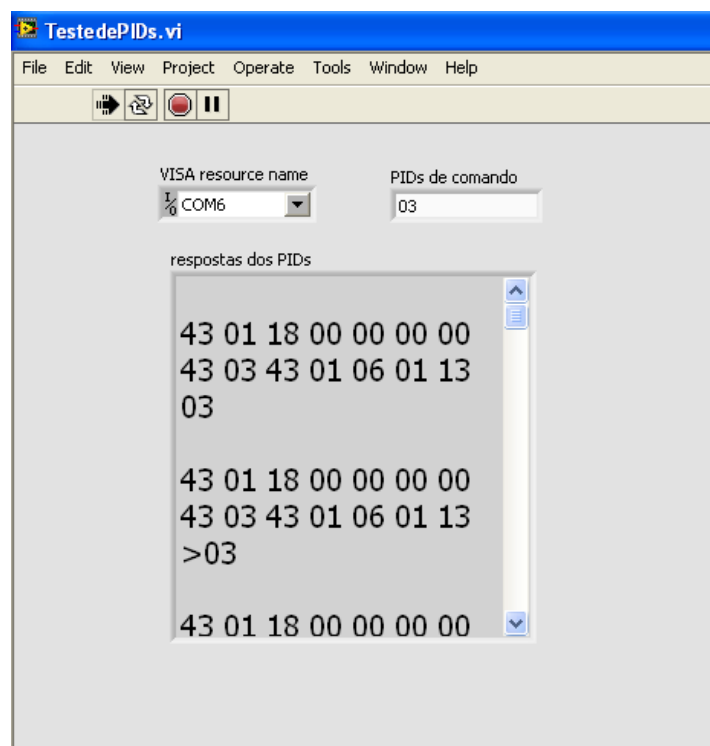 TestedePIDs.vi
File Edit View Project Operate Tools Window Help
VISA resource name
PIDs de comando
I/O COM6
03
respostas dos PIDs
43 01 18 00 00 00 00
43 03 43 01 06 01 13
03
43 01 18 00 00 00 00
43 03 43 01 06 01 13
>03
43 01 18 00 00 00 00